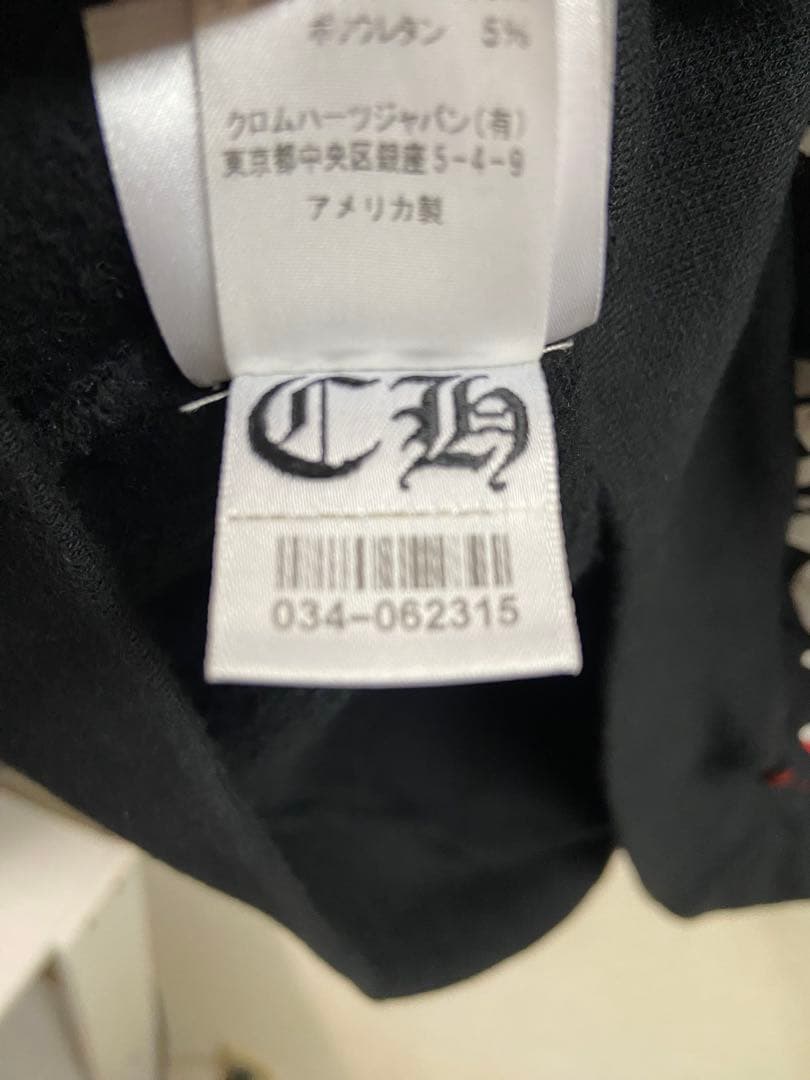 ポリウレタン 5%
クロムハーツジャパン(有)
東京都中央区銀座5-4-9
アメリカ製
CH
034-062315